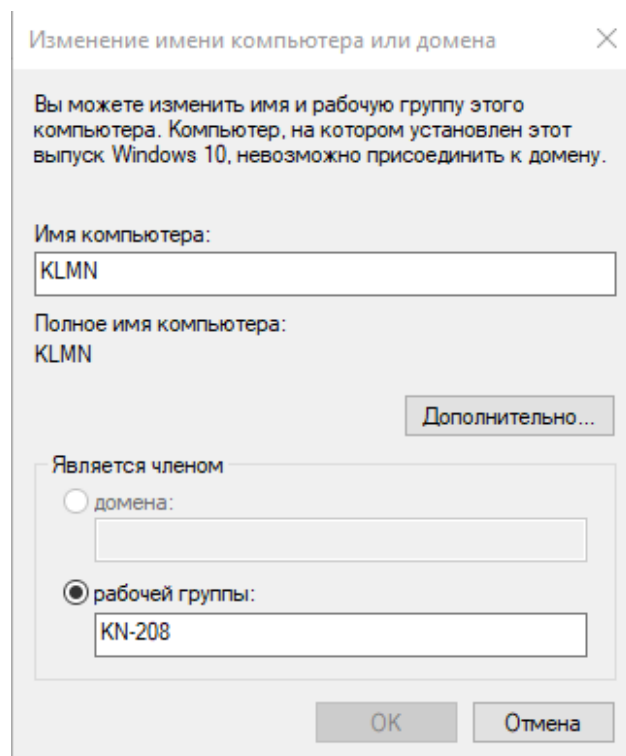 Изменение имени компьютера или домена
Вы можете изменить имя и рабочую группу этого
компьютера. Компьютер, на котором установлен этот
выпуск Windows 10, невозможно присоединить к домену.
Имя компьютера:
KLMN
Полное имя компьютера:
KLMN
Дополнительно...
Является членом
домена:
рабочей группы:
KN-208
OK
Отмена